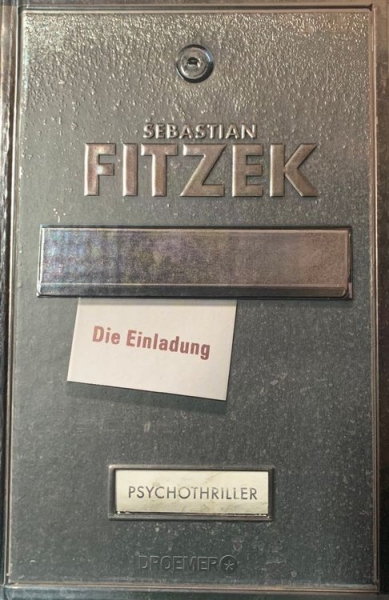 SEBASTIAN
FITZEK
Die Einladung
PSYCHOTHRILLER
DROEMER